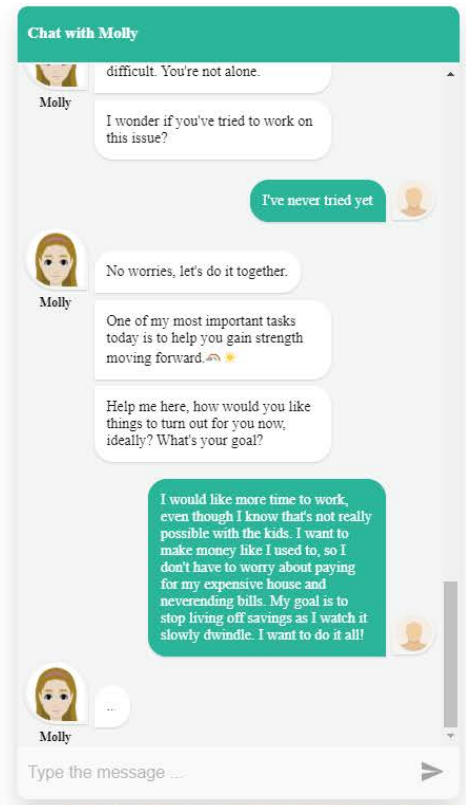 Chat with Molly
difficult. You're not alone.
Molly
I wonder if you've tried to work on
this issue?
I've never tried yet
No worries, let's do it together.
Molly
One of my most important tasks
today is to help you gain strength
moving forward.🌈☀️
Help me here, how would you like
things to turn out for you now,
ideally? What's your goal?
I would like more time to work,
even though I know that's not really
possible with the kids. I want to
make money like I used to, so I
don't have to worry about paying
for my expensive house and
neverending bills. My goal is to
stop living off savings as I watch it
slowly dwindle. I want to do it all!
...
Molly
Type the message ...